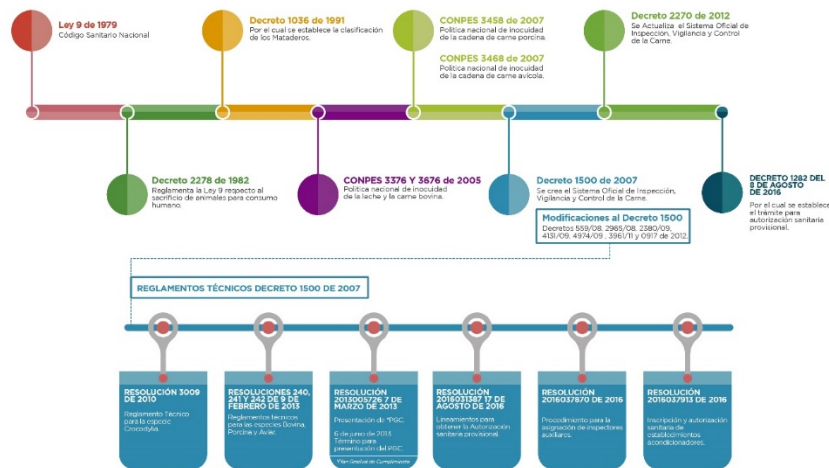 Ley 9 de 1979
Código Sanitario Nacional
Decreto 1036 de 1991
Por el cual se establece la clasificación
de los Mataderos.
CONPES 3458 de 2007
Política nacional de inocuidad
de la cadena de carne porcina.
CONPES 3468 de 2007
Política nacional de inocuidad
de la cadena de carne avícola.
Decreto 2270 de 2012
Se Actualiza el Sistema Oficial de
Inspección, Vigilancia y Control
de la Carne.
Decreto 2278 de 1982
Reglamenta la Ley 9 respecto al
sacrificio de animales para consumo
humano.
CONPES 3376 Y 3676 de 2005
Política nacional de inocuidad
de la leche y la carne bovina.
Decreto 1500 de 2007
Se crea el Sistema Oficial de Inspección,
Vigilancia y Control de la Carne.
Modificaciones al Decreto 1500
Decretos 559/08, 2965/08, 2380/09,
4131/09, 4974/09 , 3961/11 y 0917 de 2012.
DECRETO 1282 DEL
8 DE AGOSTO
DE 2016
Por el cual se establece
el trámite para
autorización sanitaria
provisional.
REGLAMENTOS TÉCNICOS DECRETO 1500 DE 2007
RESOLUCIÓN 3009
DE 2010
Reglamento Técnico
para la especie
Crocodylia.
RESOLUCIONES 240,
241 Y 242 DE 9 DE
FEBRERO DE 2013
Reglamentos técnicos
para las especies Bovina,
Porcina y Aviar.
RESOLUCIÓN
2013005726 7 DE
MARZO DE 2013
Presentación de *PGC.
6 de junio de 2013
Término para
presentación del PGC.
*Plan Gradual de Cumplimiento
RESOLUCIÓN
2016031387 17 DE
AGOSTO DE 2016
Lineamientos para
obtener la Autorización
sanitaria provisional.
RESOLUCIÓN
2016037870 DE 2016
Procedimiento para la
asignación de inspectores
auxiliares.
RESOLUCIÓN
2016037913 DE 2016
Inscripción y autorización
sanitaria de
establecimientos
acondicionadores.